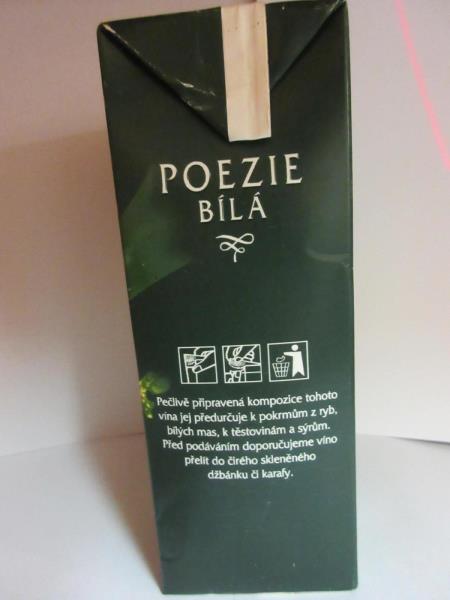 POEZIE
BÍLÁ
Pečlivě připravená kompozice tohoto
vína jej předurčuje k pokrmům z ryb,
bílých mas, k těstovinám a sýrům.
Před podáváním doporučujeme víno
přelít do čirého skleněného
džbánku či karafy.